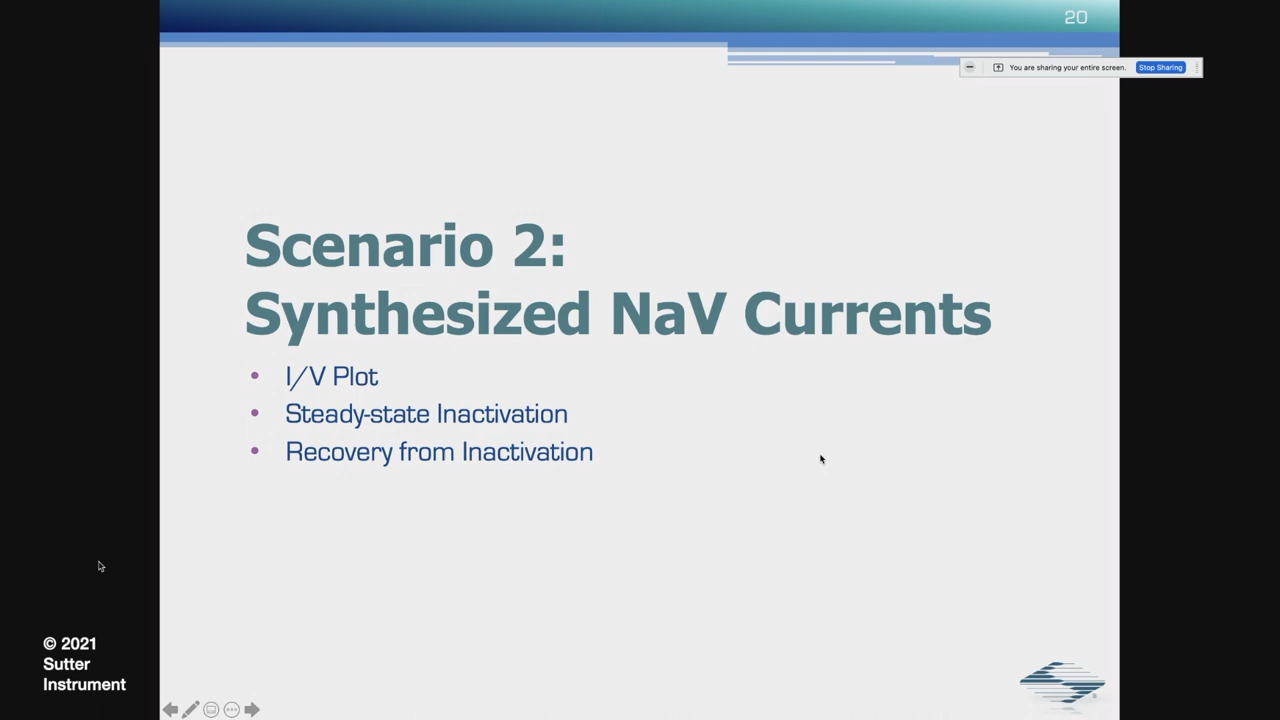 20
You are sharing your entire screen.
Stop Sharing
Scenario 2:
Synthesized NaV Currents
• I/V Plot
• Steady-state Inactivation
• Recovery from Inactivation
© 2021
Sutter
Instrument